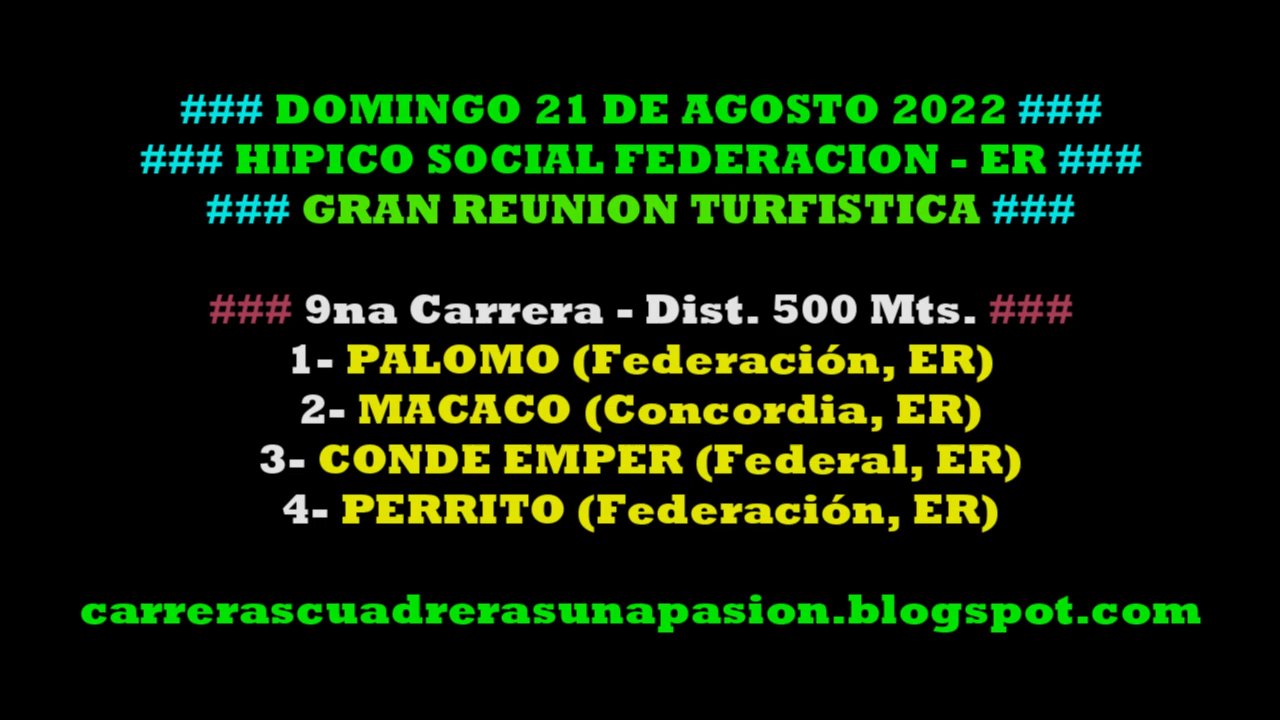 ### DOMINGO 21 DE AGOSTO 2022 ###
### HIPICO SOCIAL FEDERACION - ER ###
### GRAN REUNION TURFISTICA ###
### 9na Carrera - Dist. 500 Mts. ###
1- PALOMO (Federación, ER)
2- MACACO (Concordia, ER)
3- CONDE EMPER (Federal, ER)
4- PERRITO (Federación, ER)
carrerascuadrerasunapasion.blogspot.com